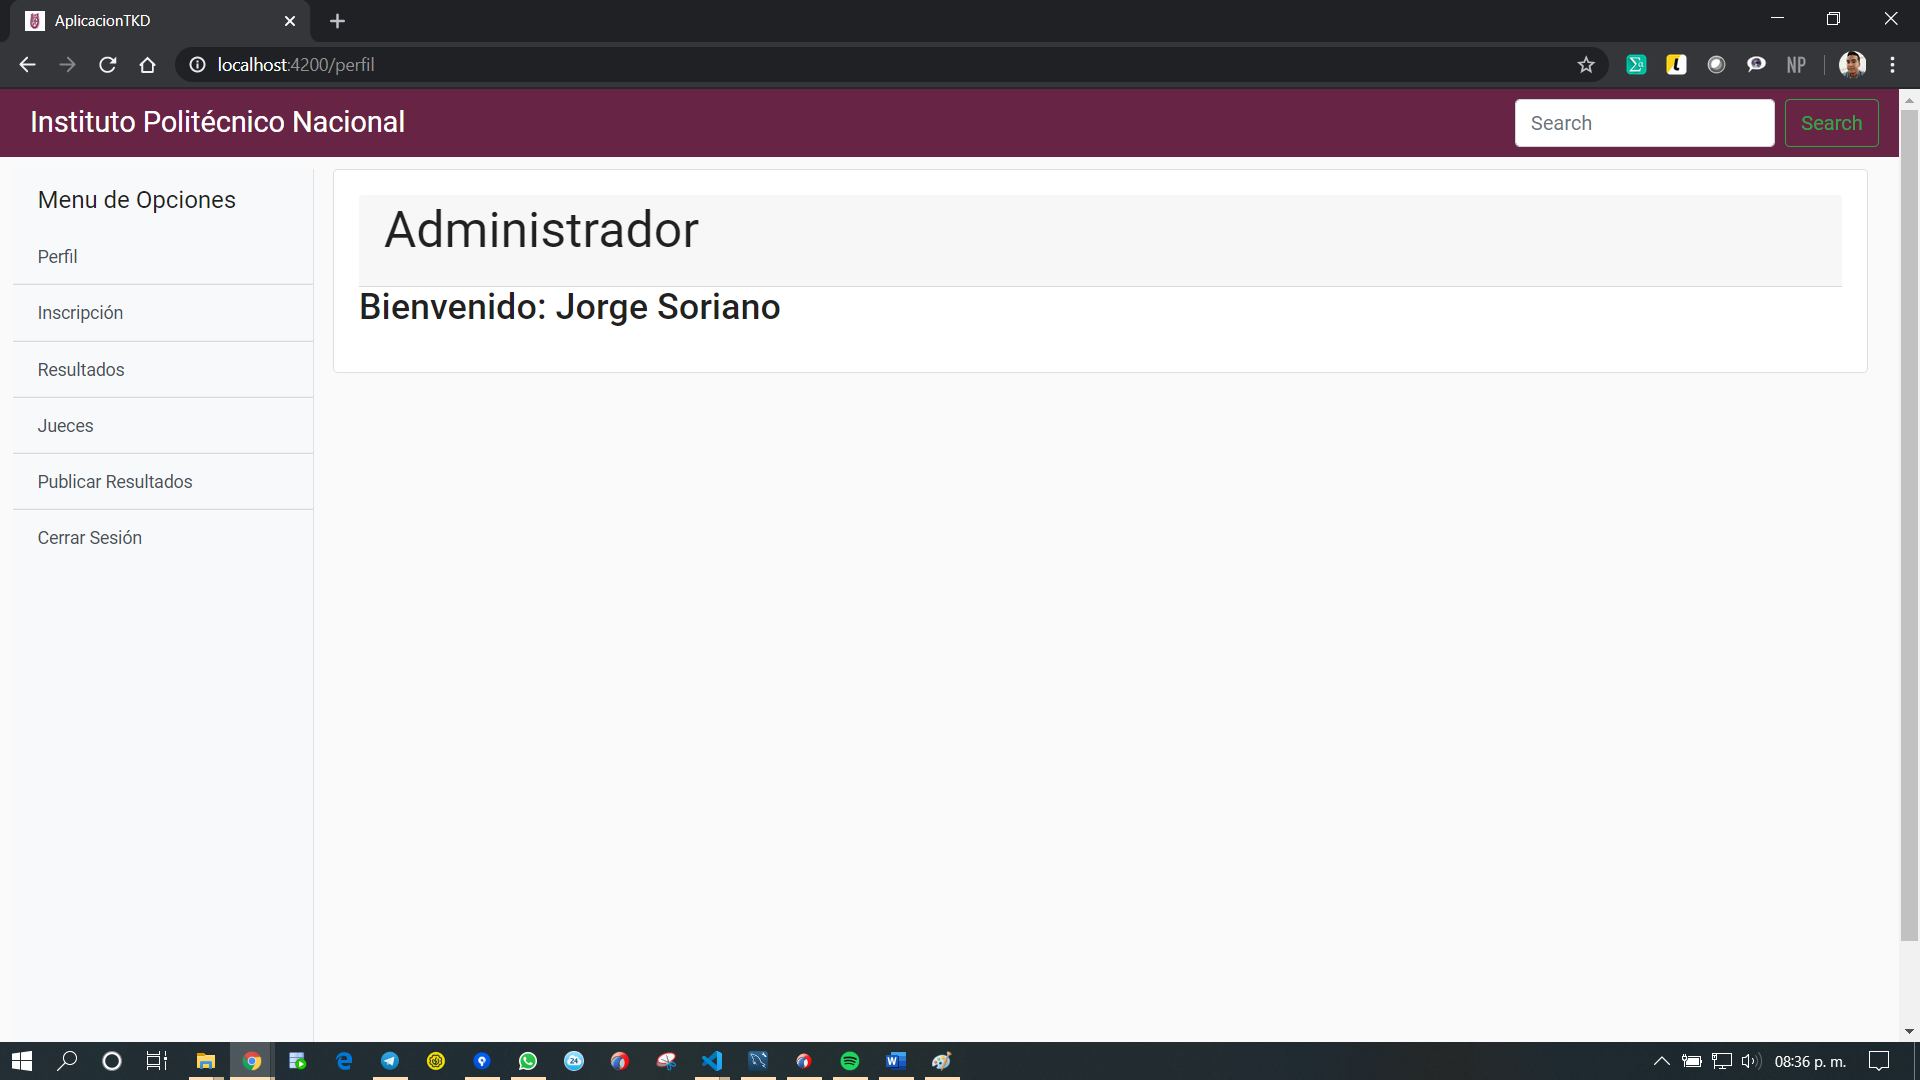 AplicacionTKD
localhost:4200/perfil
NP
Instituto Politécnico Nacional
Search
Search
Menu de Opciones
Perfil
Inscripción
Resultados
Jueces
Publicar Resultados
Cerrar Sesión
Administrador
Bienvenido: Jorge Soriano
24
08:36 p. m.